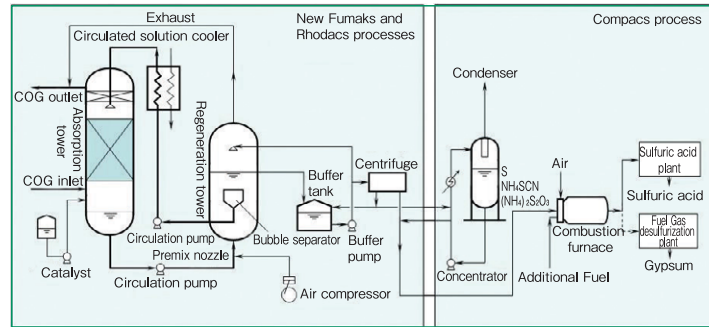 New Fumaks and
Rhodacs processes
Compacs process
Exhaust
Circulated solution cooler
COG outlet
Absorption
tower
COG inlet
Catalyst
Circulation pump
Regeneration tower
Circulation pump
Premix nozzle
Bubble separator
Air compressor
Buffer
tank
Buffer
pump
Centrifuge
Condenser
S
NH4SCN
(NH4)2S2O3
Concentrator
Air
Combustion
furnace
Additional Fuel
Sulfuric acid
plant
Sulfuric acid
Fuel Gas
desulfurization
plant
Gypsum